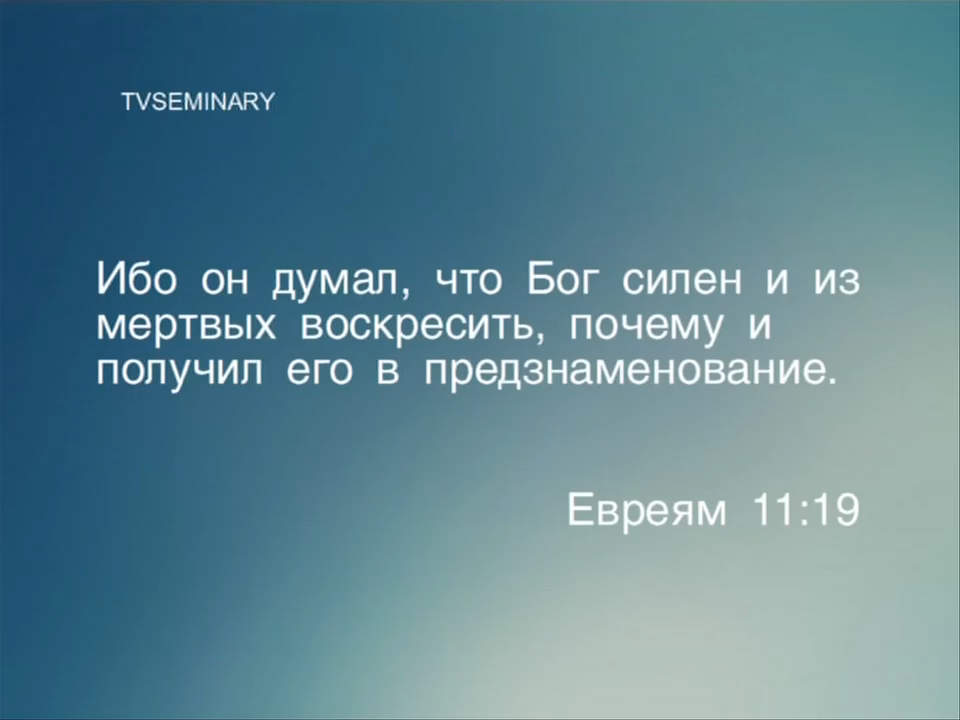 TVSEMINARY
Ибо он думал, что Бог силен и из
мертвых воскресить, почему и
получил его в предзнаменование.
Евреям 11:19